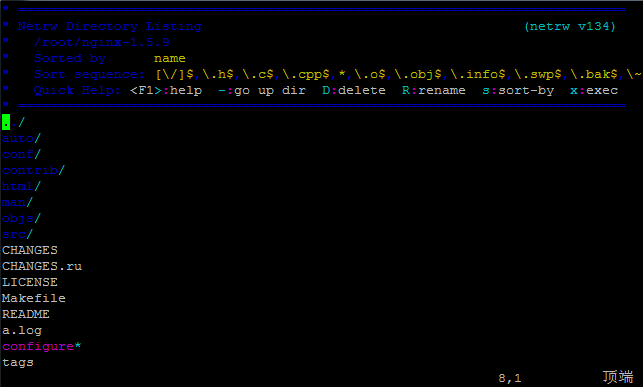 " Netrw Directory Listing (netrw v134)
" /root/nginx-1.5.9
" Sorted by name
" Sort sequence: [\/]$,\.h$,\.c$,\.cpp$,*,\.o$,\.obj$,\.info$,\.swp$,\.bak$,\~
" Quick Help: <F1>:help -:go up dir D:delete R:rename s:sort-by x:exec
../
auto/
conf/
contrib/
html/
man/
objs/
src/
CHANGES
CHANGES.ru
LICENSE
Makefile
README
a.log
configure*
tags
8,1 顶端